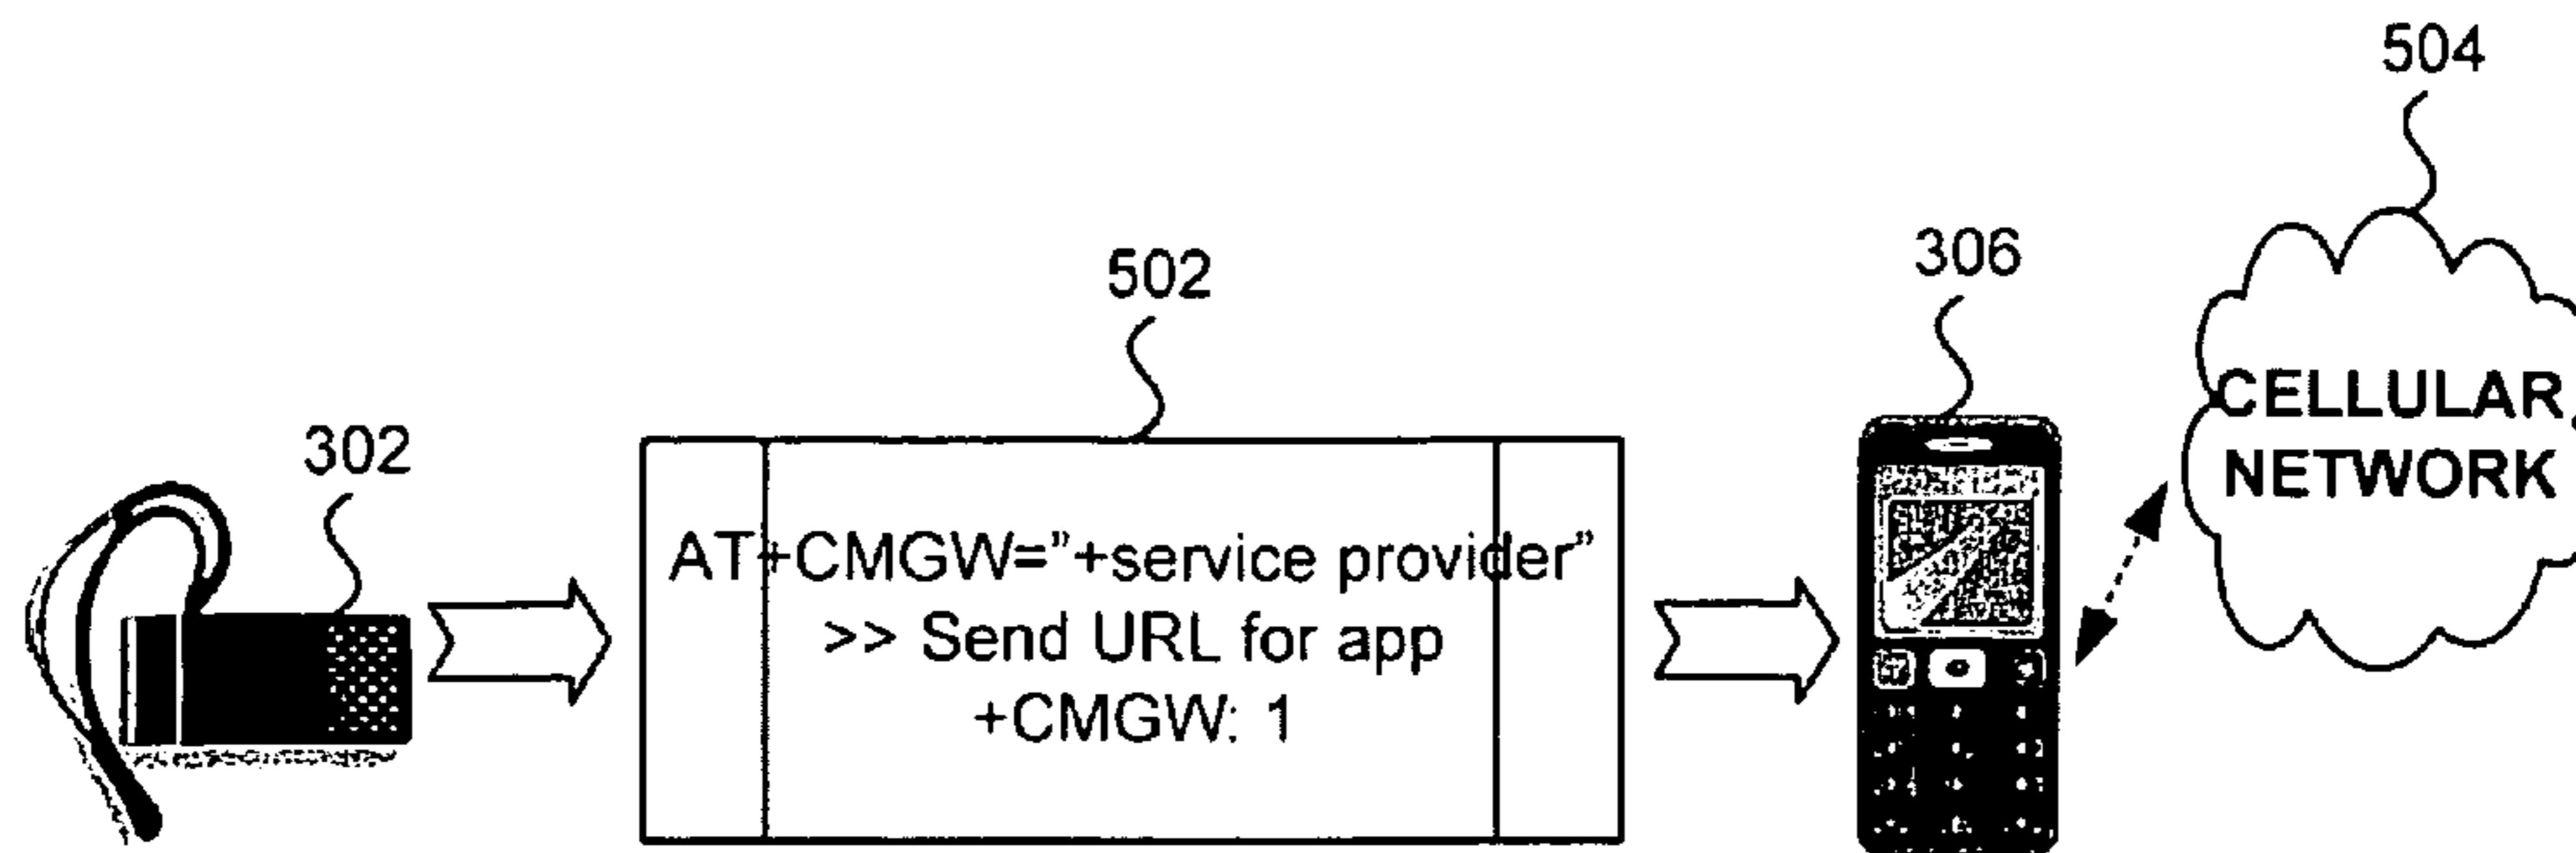 504
502
306
302
CELLULAR
NETWORK
AT+CMGW="+service provider”
>> Send URL for app
+CMGW: 1